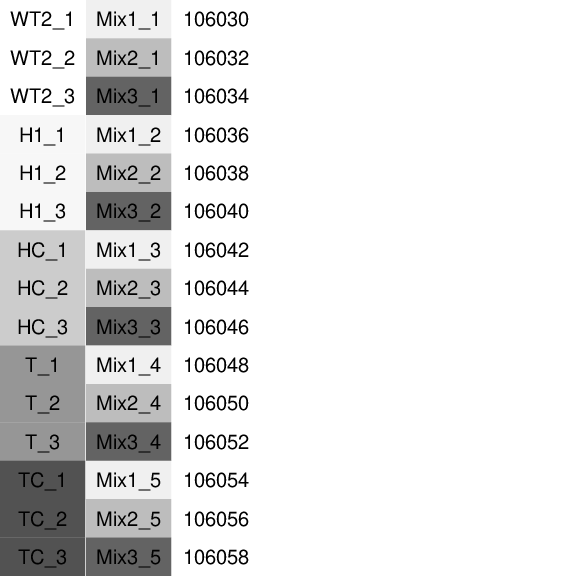 WT2_1 Mix1_1 106030
WT2_2 Mix2_1 106032
WT2_3 Mix3_1 106034
H1_1 Mix1_2 106036
H1_2 Mix2_2 106038
H1_3 Mix3_2 106040
HC_1 Mix1_3 106042
HC_2 Mix2_3 106044
HC_3 Mix3_3 106046
T_1 Mix1_4 106048
T_2 Mix2_4 106050
T_3 Mix3_4 106052
TC_1 Mix1_5 106054
TC_2 Mix2_5 106056
TC_3 Mix3_5 106058